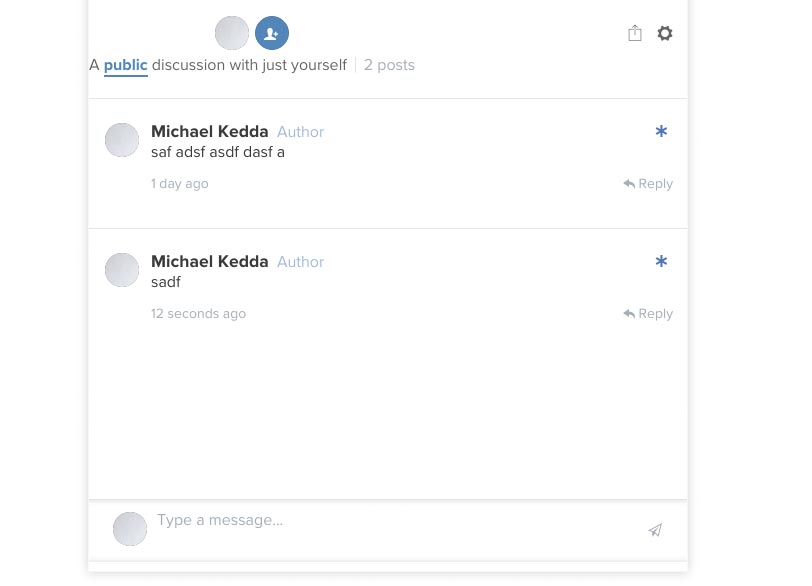 A public discussion with just yourself 2 posts
Michael Kedda Author
saf adsf asdf dasf a
1 day ago Reply
Michael Kedda Author
sadf
12 seconds ago Reply
Type a message...